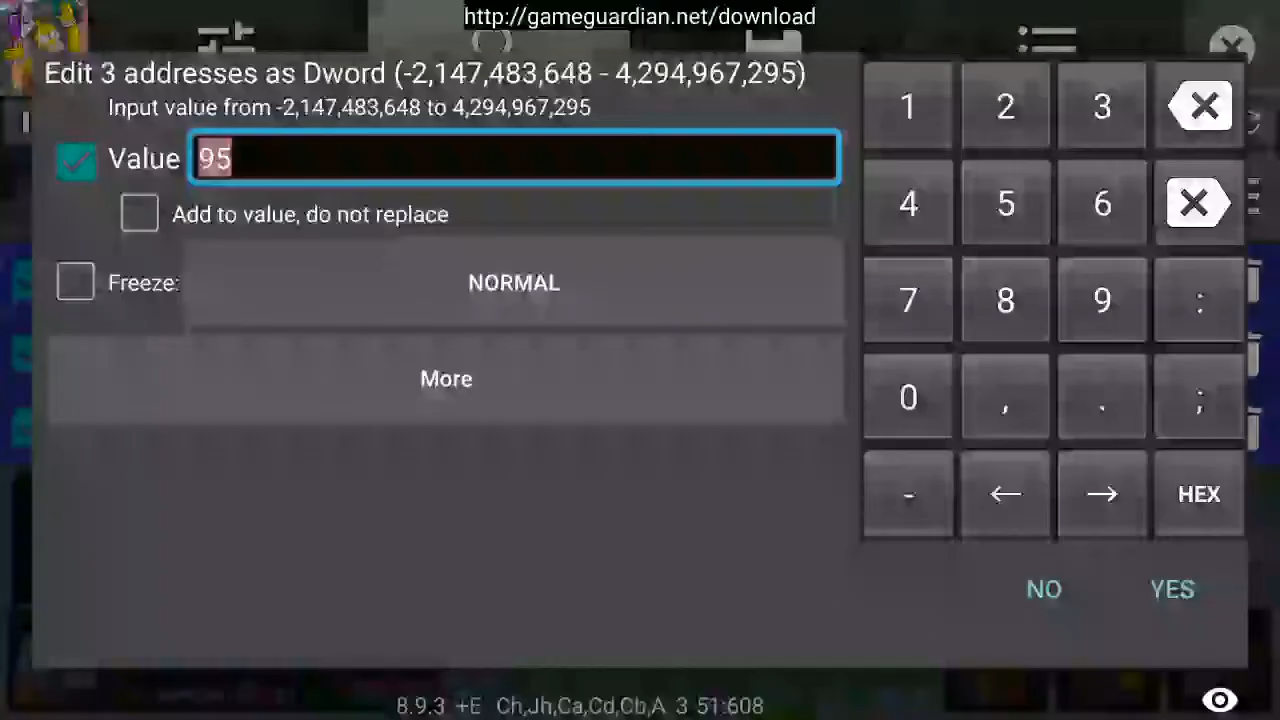 http://gameguardian.net/download
Edit 3 addresses as Dword (-2,147,483,648 - 4,294,967,295)
Input value from -2,147,483,648 to 4,294,967,295
Value 95
Add to value, do not replace
Freeze: NORMAL
More
1 2 3
4 5 6
7 8 9 :
0 , . ;
- ← → HEX
NO YES
8.9.3 +E Ch,Jh,Ca,Cd,Cb,A 3 51:608